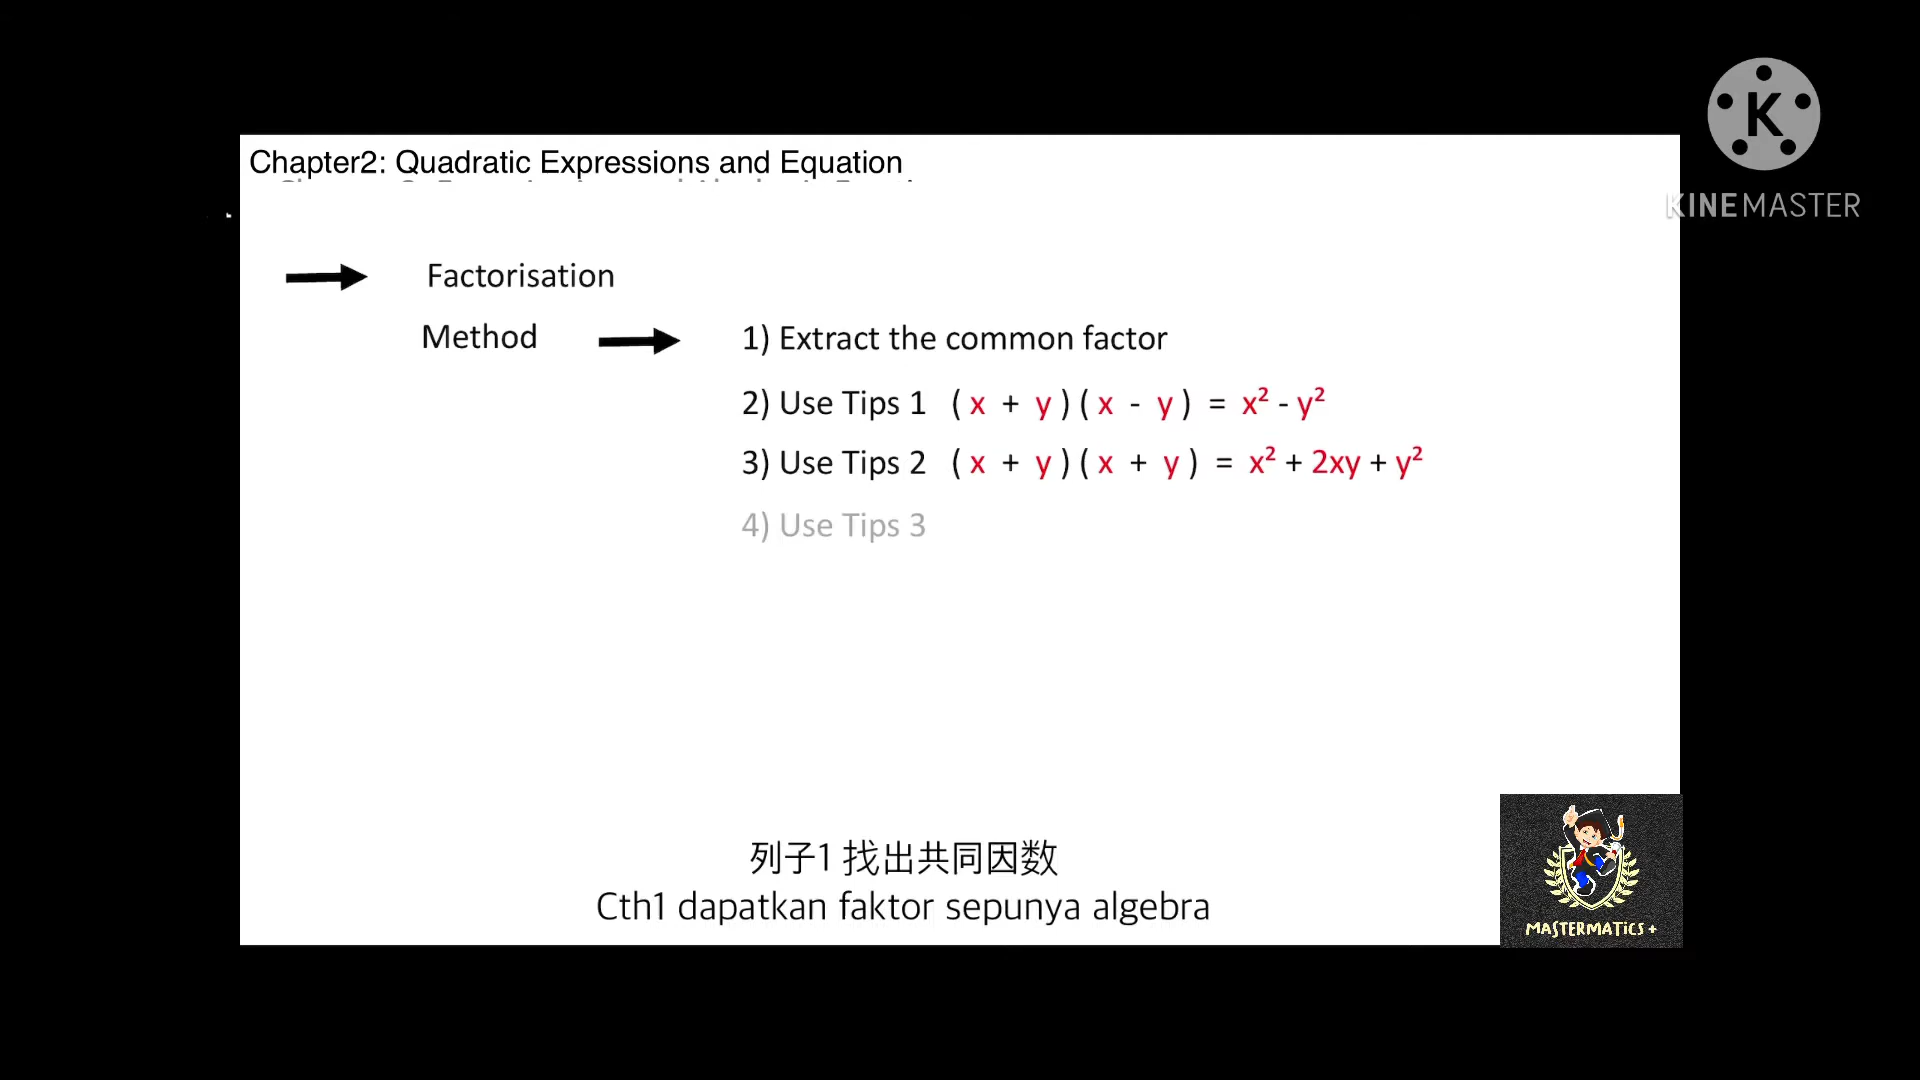 K
KINEMASTER
Chapter2: Quadratic Expressions and Equation
Factorisation
Method
1) Extract the common factor
2) Use Tips 1 ( x + y ) ( x - y ) = x² - y²
3) Use Tips 2 ( x + y ) ( x + y ) = x² + 2xy + y²
4) Use Tips 3
列子1 找出共同因数
Cth1 dapatkan faktor sepunya algebra
MASTERMATiCS +